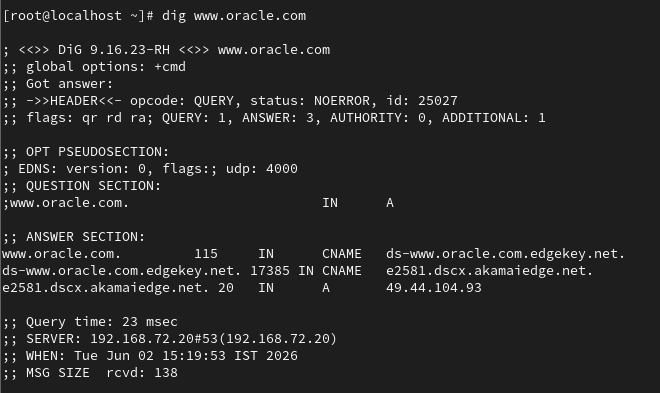 [root@localhost ~]# dig www.oracle.com

; <<>> DiG 9.16.23-RH <<>> www.oracle.com
;; global options: +cmd
;; Got answer:
;; ->>HEADER<<- opcode: QUERY, status: NOERROR, id: 25027
;; flags: qr rd ra; QUERY: 1, ANSWER: 3, AUTHORITY: 0, ADDITIONAL: 1

;; OPT PSEUDOSECTION:
; EDNS: version: 0, flags:; udp: 4000
;; QUESTION SECTION:
;www.oracle.com.                        IN      A

;; ANSWER SECTION:
www.oracle.com.         115     IN      CNAME   ds-www.oracle.com.edgekey.net.
ds-www.oracle.com.edgekey.net. 17385 IN CNAME   e2581.dscx.akamaiedge.net.
e2581.dscx.akamaiedge.net. 20   IN      A       49.44.104.93

;; Query time: 23 msec
;; SERVER: 192.168.72.20#53(192.168.72.20)
;; WHEN: Tue Jun 02 15:19:53 IST 2026
;; MSG SIZE  rcvd: 138